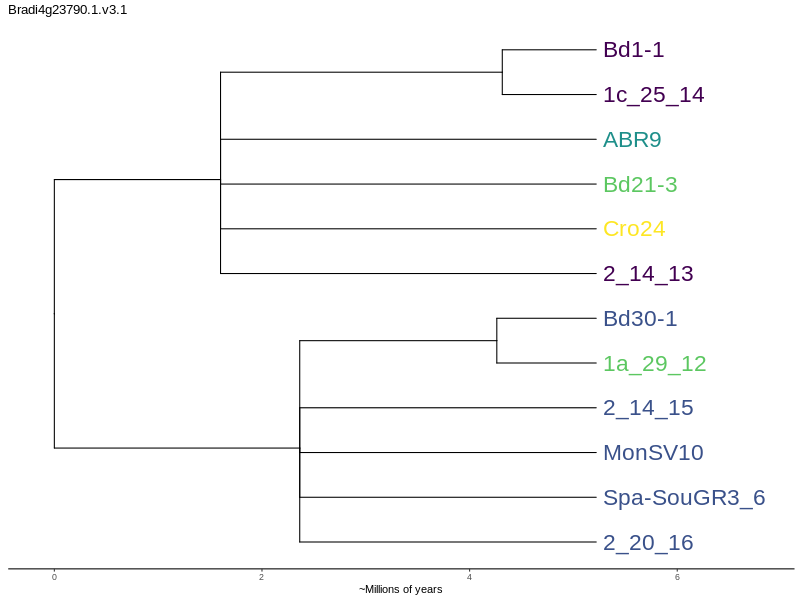 Bradi4g23790.1.v3.1
Bd1-1
1c_25_14
ABR9
Bd21-3
Cro24
2_14_13
Bd30-1
1a_29_12
2_14_15
MonSV10
Spa-SouGR3_6
2_20_16
0 2 4 6
~Millions of years